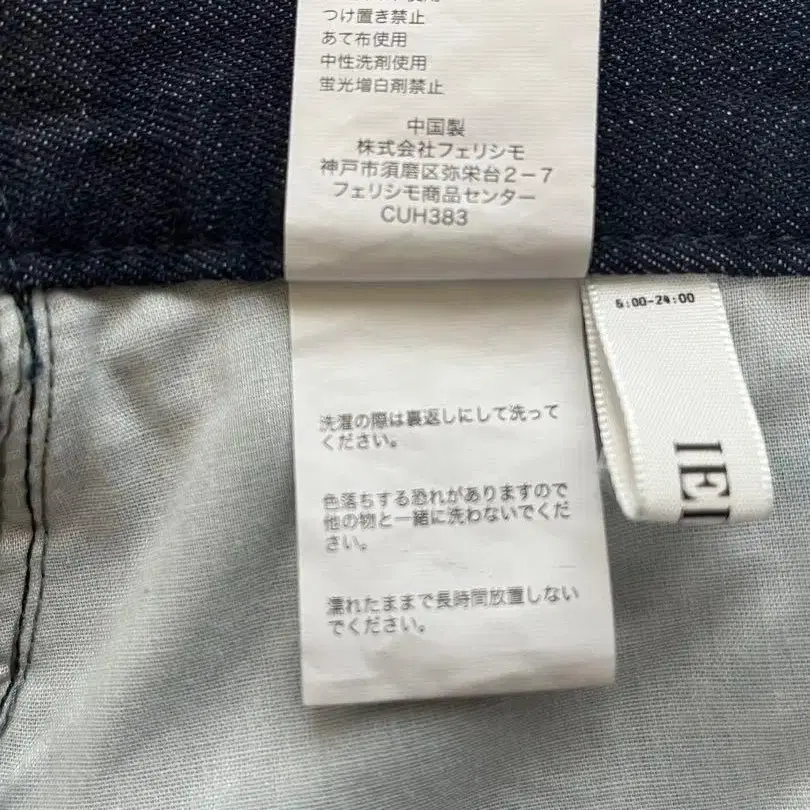 つけ置き禁止
あて布使用
中性洗剤使用
蛍光増白剤禁止
中国製
株式会社フェリシモ
神戸市須磨区弥栄台2-7
フェリシモ商品センター
CUH383
6:00-24:00
洗濯の際は裏返しにして洗って
ください。
色落ちする恐れがありますので
他の物と一緒に洗わないでくだ
さい。
濡れたままで長時間放置しない
でください。